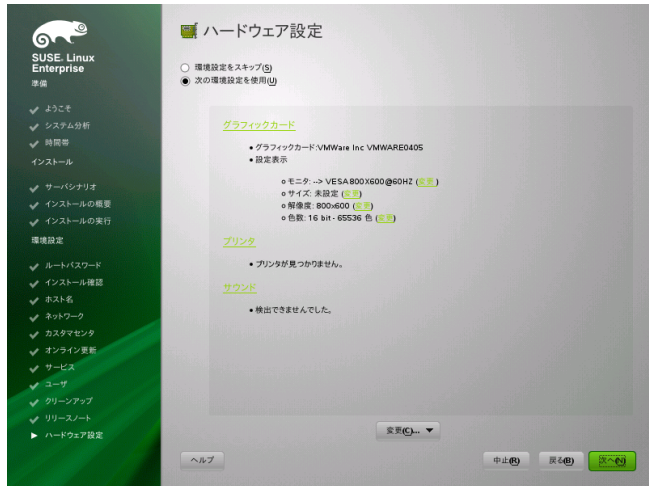 SUSE. Linux
Enterprise
準備
ようこそ
システム分析
時間帯
インストール
サーバシナリオ
インストールの概要
インストールの実行
環境設定
ルートパスワード
インストール確認
ホスト名
ネットワーク
カスタマセンタ
オンライン更新
サービス
ユーザ
クリーンアップ
リリースノート
ハードウェア設定
ハードウェア設定
環境設定をスキップ(S)
次の環境設定を使用(U)
グラフィックカード
•グラフィックカード:VMWare Inc VMWARE0405
•設定表示
モニタ: --> VESA800X600@60HZ (変更)
サイズ: 未設定 (変更)
解像度: 800x600 (変更)
色数: 16 bit - 65536 色 (変更)
プリンタ
•プリンタが見つかりません。
サウンド
•検出できませんでした。
変更(C)...
ヘルプ
中止(R)
戻る(B)
次へ(N)